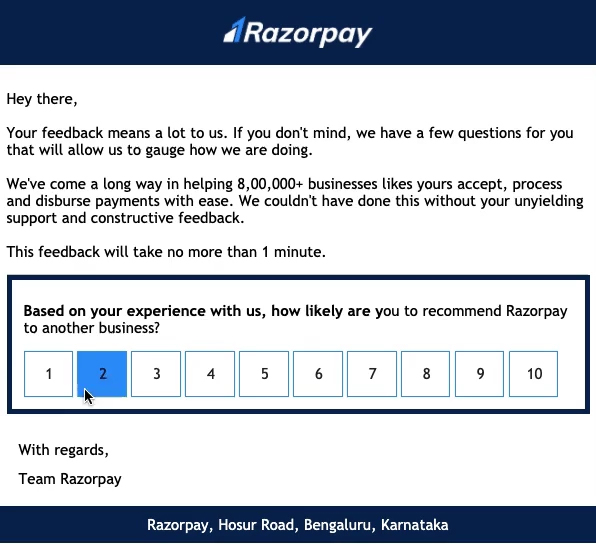 Razorpay
Hey there,
Your feedback means a lot to us. If you don't mind, we have a few questions for you
that will allow us to gauge how we are doing.
We've come a long way in helping 8,00,000+ businesses likes yours accept, process
and disburse payments with ease. We couldn't have done this without your unyielding
support and constructive feedback.
This feedback will take no more than 1 minute.
Based on your experience with us, how likely are you to recommend Razorpay
to another business?
1 2 3 4 5 6 7 8 9 10
With regards,
Team Razorpay
Razorpay, Hosur Road, Bengaluru, Karnataka